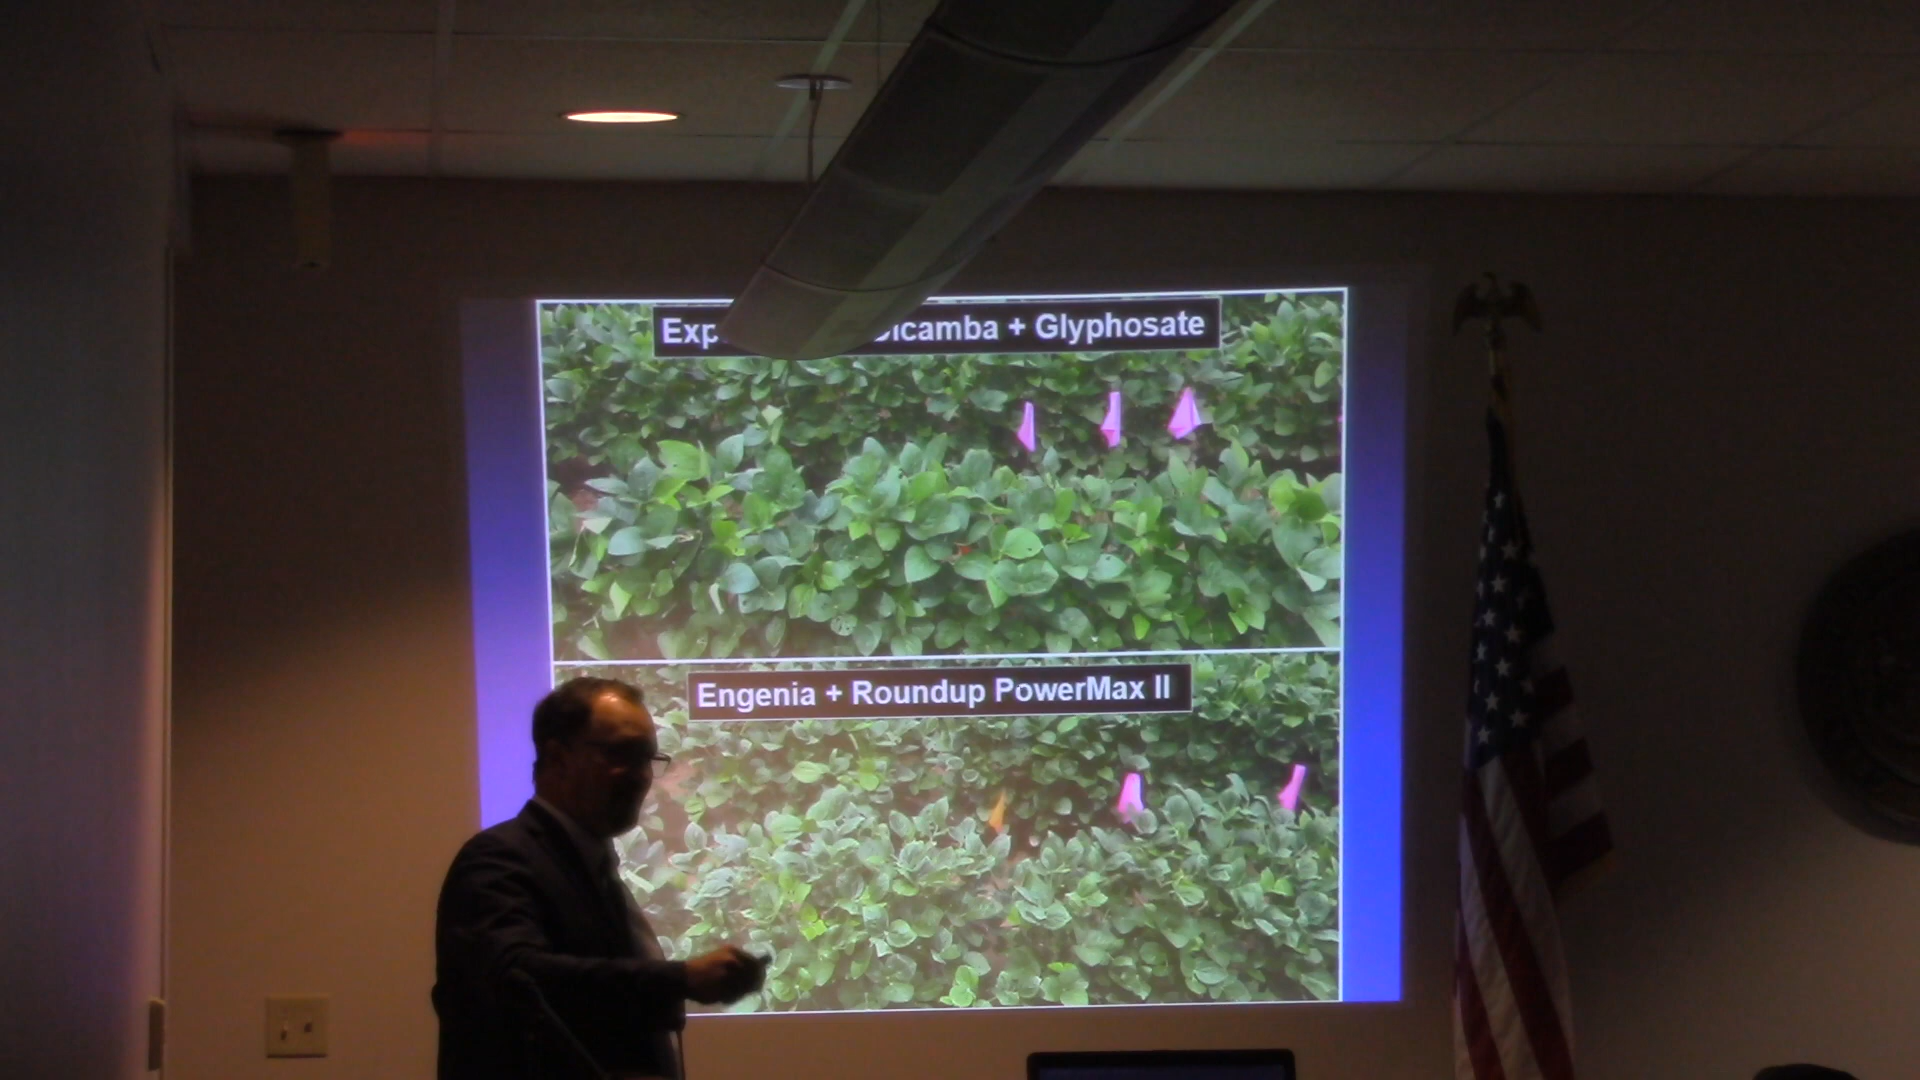 Exp icamba + Glyphosate
Engenia + Roundup PowerMax II